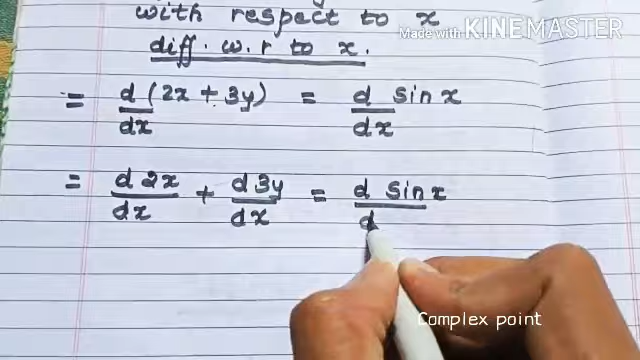 with respect to x
Made with KINEMASTER
diff. w.r to x.
= d/dx (2x + 3y) = d/dx Sin x
= d 2x/dx + d 3y/dx = d Sin x/d
Complex point